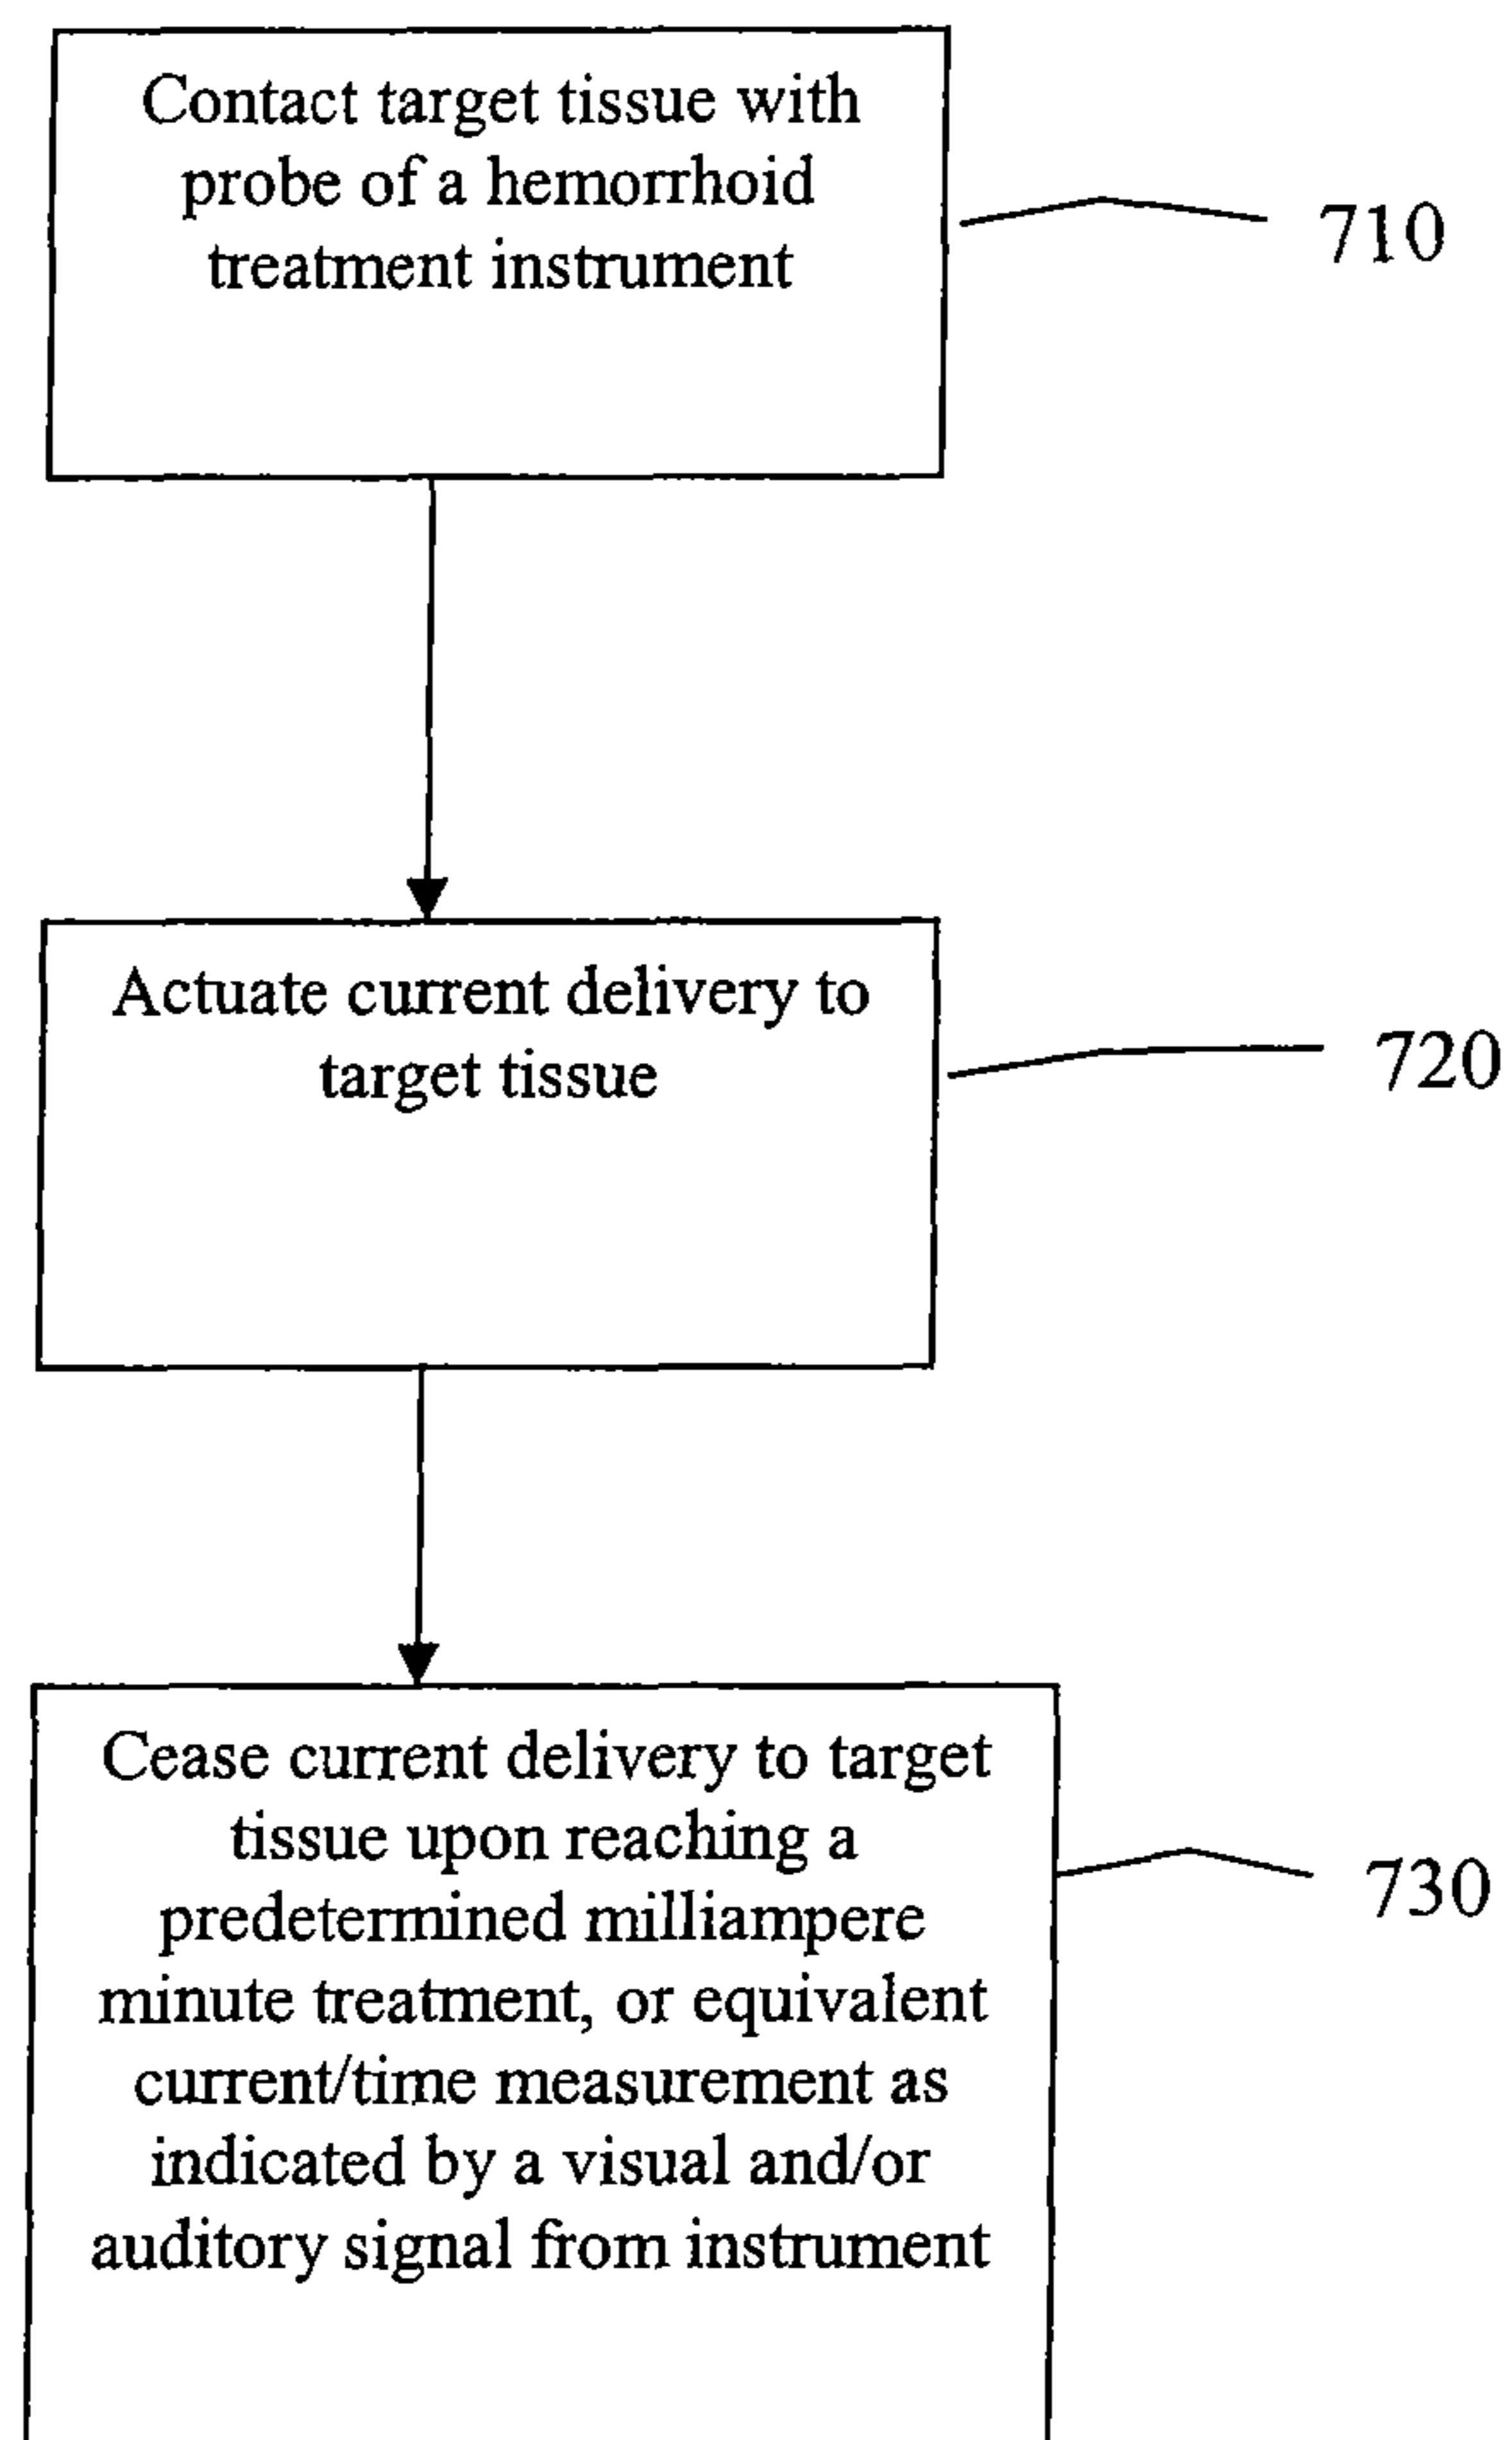 Contact target tissue with
probe of a hemorrhoid
treatment instrument
710
Actuate current delivery to
target tissue
720
Cease current delivery to target
tissue upon reaching a
predetermined milliampere
minute treatment, or equivalent
current/time measurement as
indicated by a visual and/or
auditory signal from instrument
730